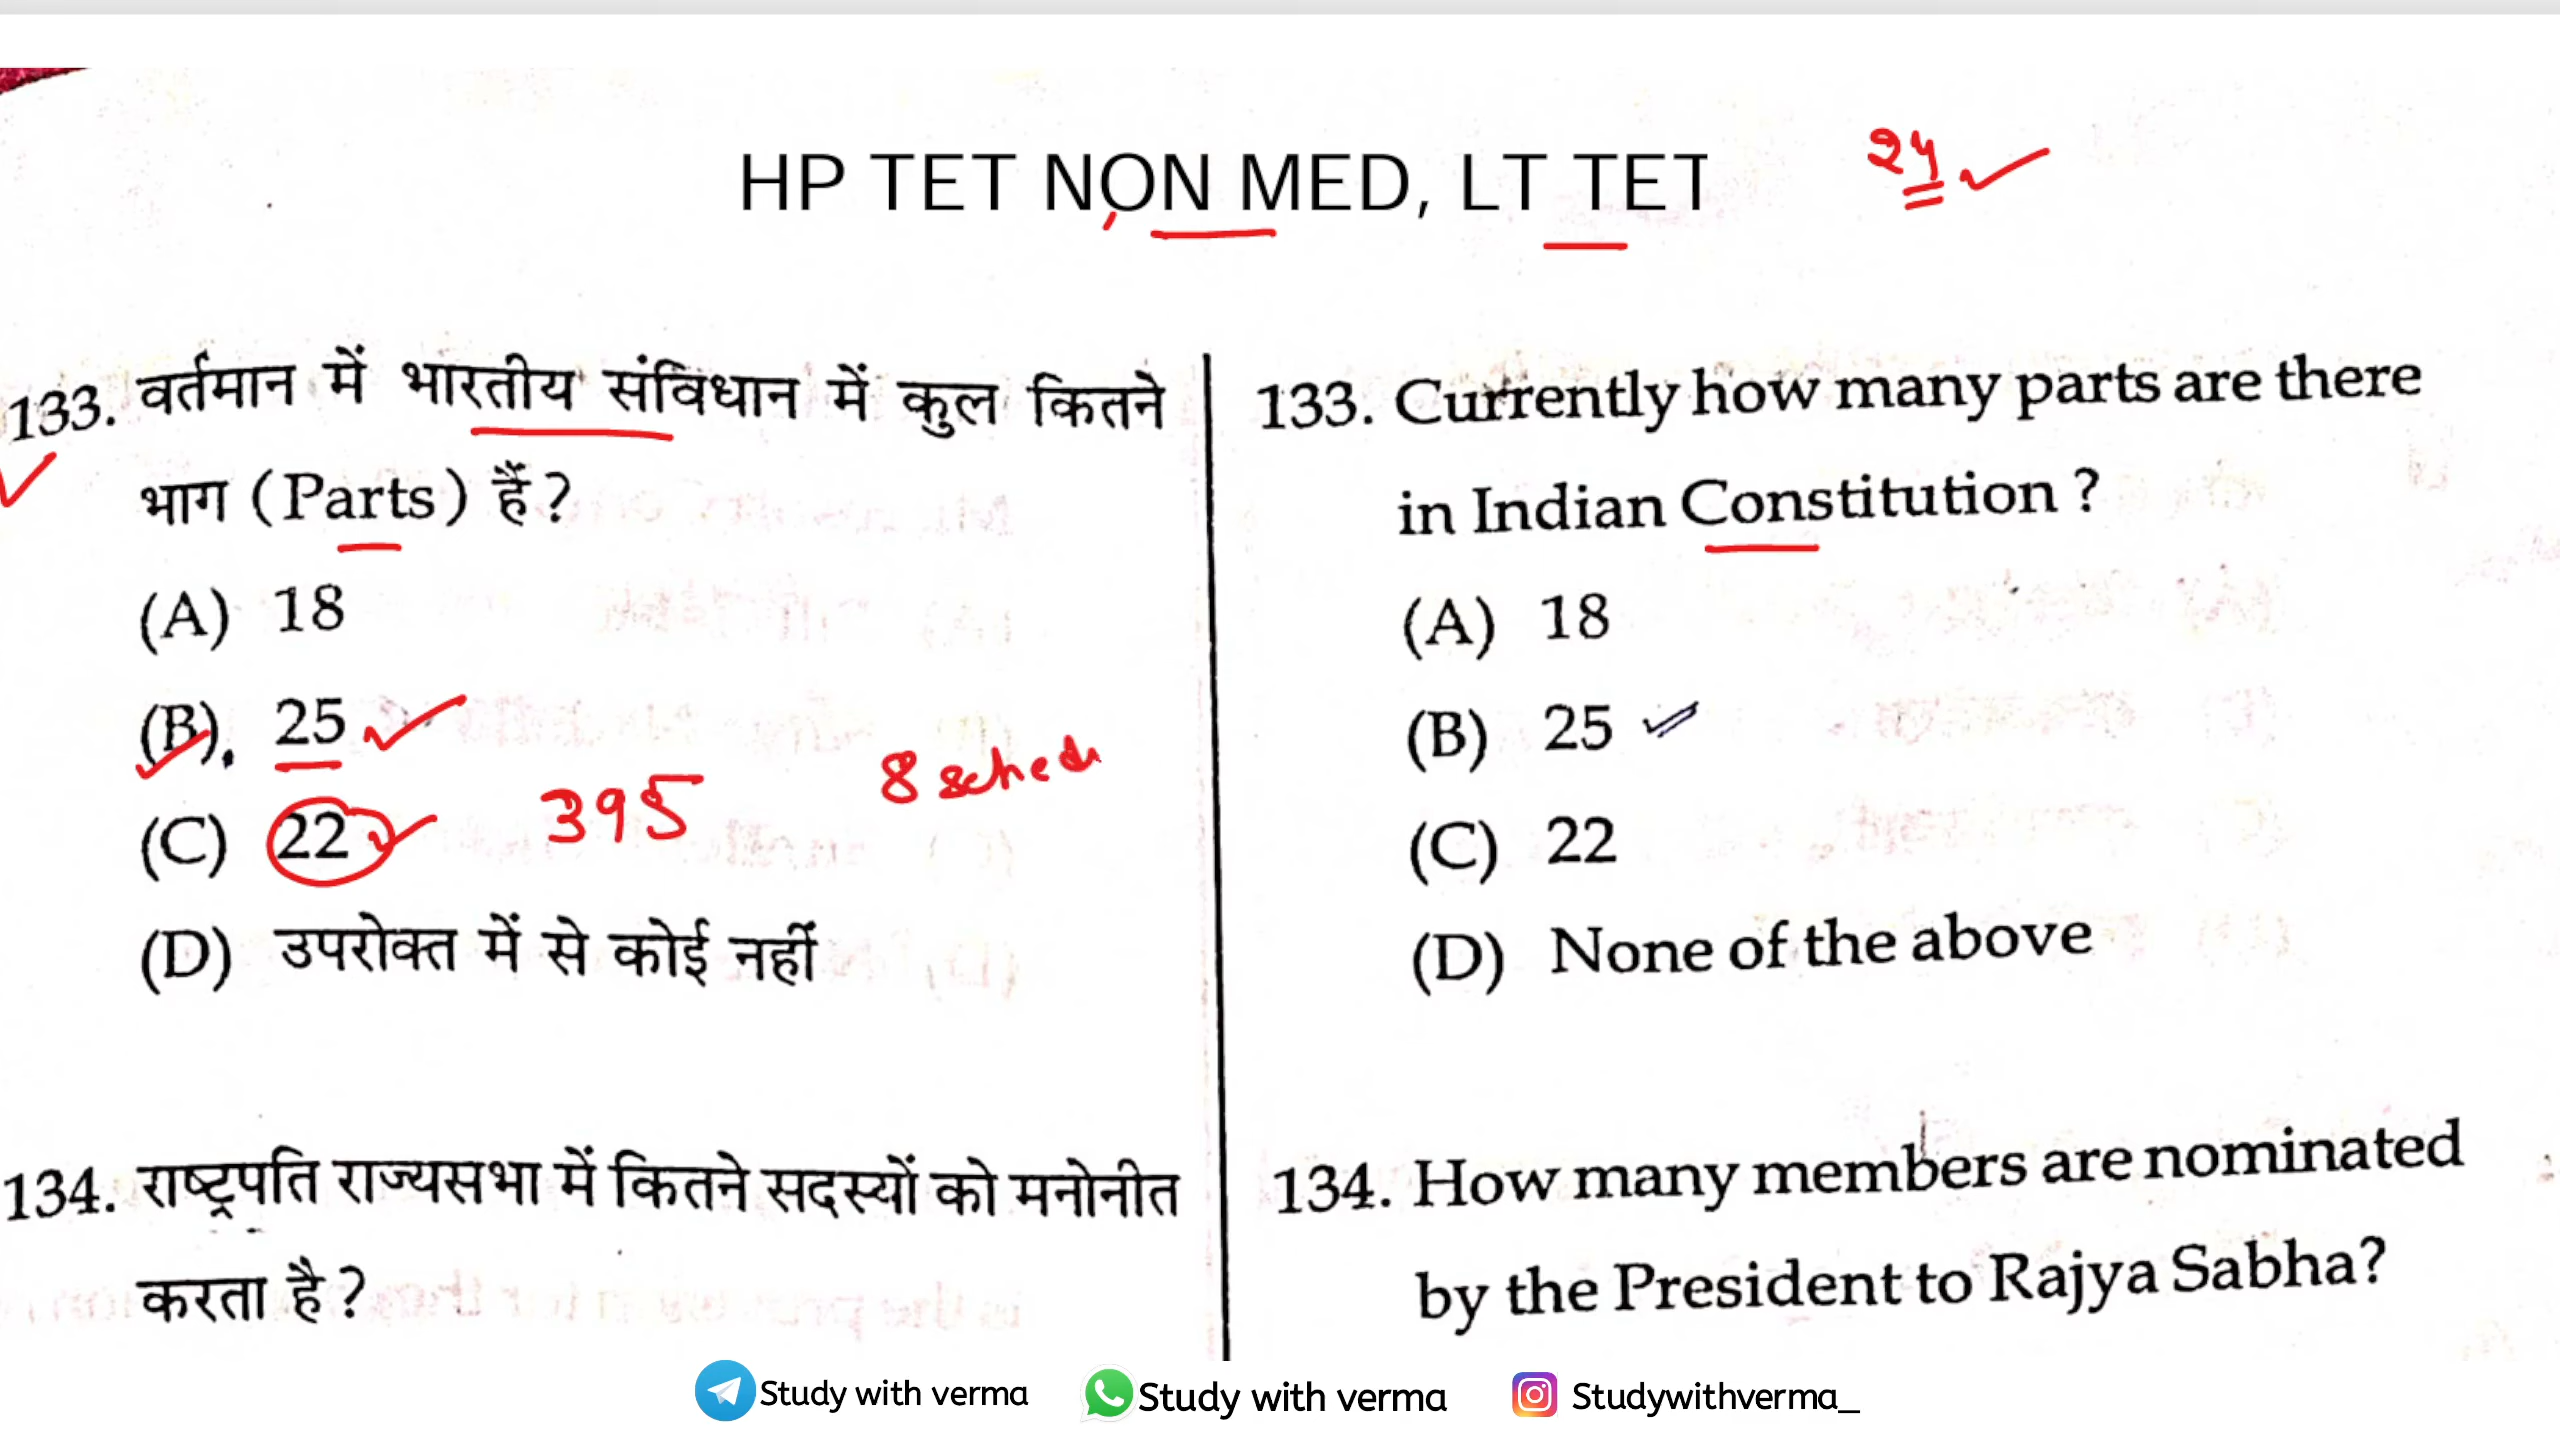 HP TET NON MED, LT TET
२५
133. वर्तमान में भारतीय संविधान में कुल कितने
भाग (Parts) हैं?
(A) 18
(B) 25
(C) 22
395
8 sched
(D) उपरोक्त में से कोई नहीं
134. राष्ट्रपति राज्यसभा में कितने सदस्यों को मनोनीत
करता है?
133. Currently how many parts are there
in Indian Constitution ?
(A) 18
(B) 25
(C) 22
(D) None of the above
134. How many members are nominated
by the President to Rajya Sabha?
Study with verma
Study with verma
Studywithverma_